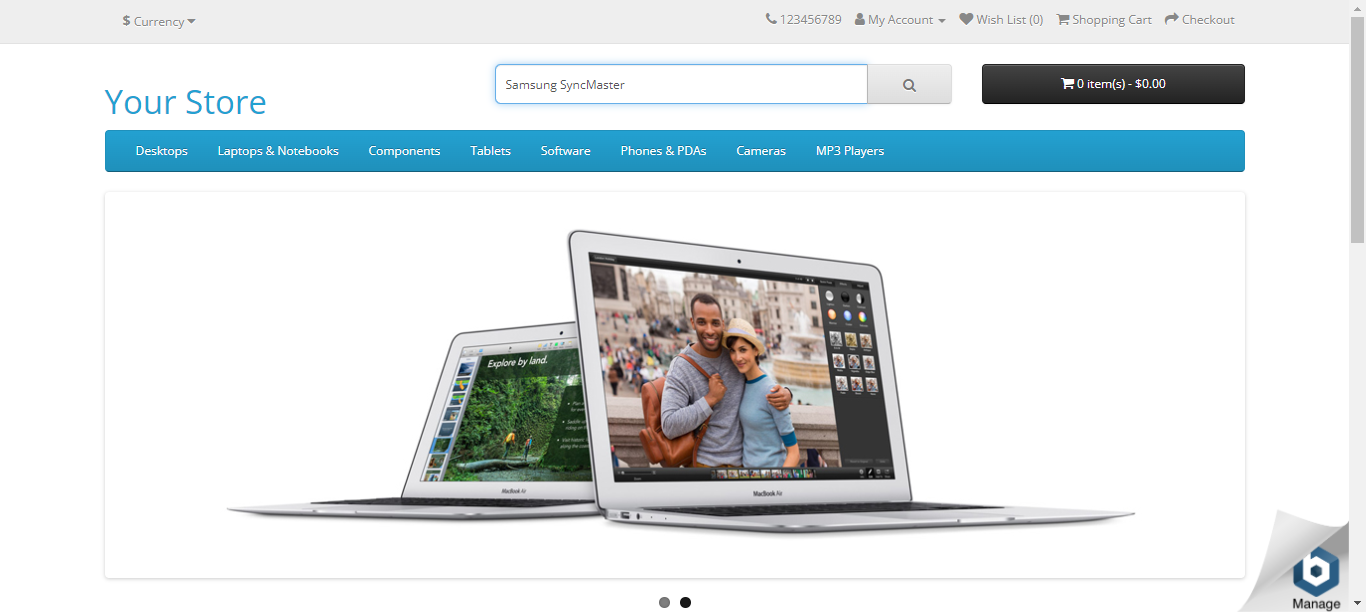 $ Currency
123456789 My Account Wish List (0) Shopping Cart Checkout
Your Store
Samsung SyncMaster
0 item(s) - $0.00
Desktops Laptops & Notebooks Components Tablets Software Phones & PDAs Cameras MP3 Players
Explore by land.
MacBook Air
MacBook Air
Manage